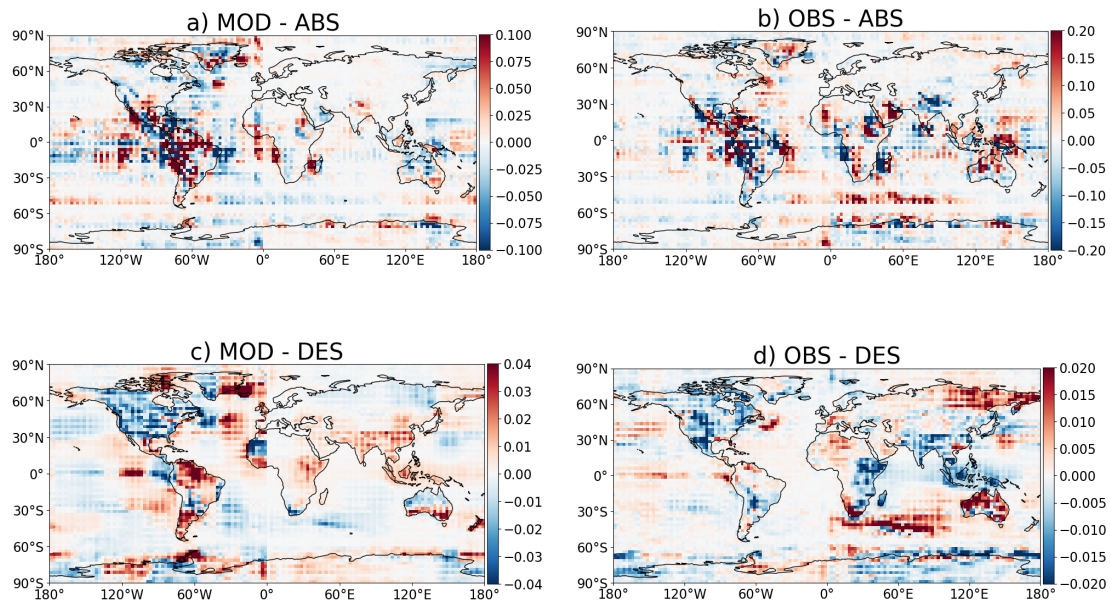 a) MOD - ABS
90°N
60°N
30°N
0°
30°S
60°S
90°S
180°
120°W
60°W
0°
60°E
120°E
180°
0.100
0.075
0.050
0.025
0.000
−0.025
−0.050
−0.075
−0.100
b) OBS - ABS
90°N
60°N
30°N
0°
30°S
60°S
90°S
180°
120°W
60°W
0°
60°E
120°E
180°
0.20
0.15
0.10
0.05
0.00
−0.05
−0.10
−0.15
−0.20
c) MOD - DES
90°N
60°N
30°N
0°
30°S
60°S
90°S
180°
120°W
60°W
0°
60°E
120°E
180°
0.04
0.03
0.02
0.01
0.00
−0.01
−0.02
−0.03
−0.04
d) OBS - DES
90°N
60°N
30°N
0°
30°S
60°S
90°S
180°
120°W
60°W
0°
60°E
120°E
180°
0.020
0.015
0.010
0.005
0.000
−0.005
−0.010
−0.015
−0.020